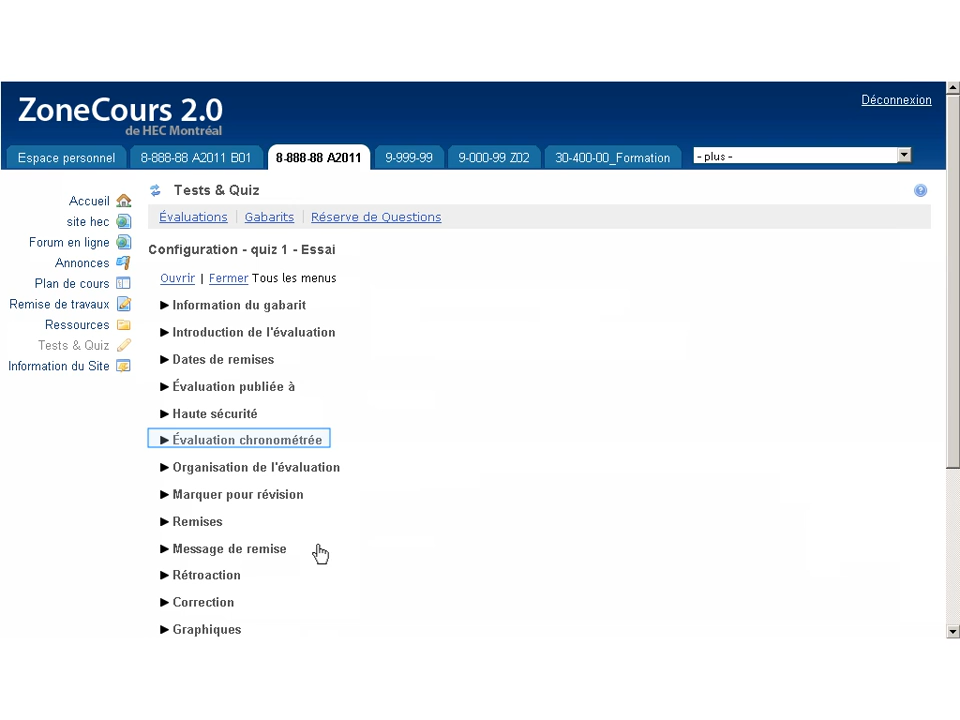 ZoneCours 2.0
de HEC Montréal
Déconnexion
Espace personnel 8-888-88 A2011 B01 8-888-88 A2011 9-999-99 9-000-99 Z02 30-400-00_Formation - plus -
Accueil
site hec
Forum en ligne
Annonces
Plan de cours
Remise de travaux
Ressources
Tests & Quiz
Information du Site
Tests & Quiz
Évaluations | Gabarits | Réserve de Questions
Configuration - quiz 1 - Essai
Ouvrir | Fermer Tous les menus
Information du gabarit
Introduction de l'évaluation
Dates de remises
Évaluation publiée à
Haute sécurité
Évaluation chronométrée
Organisation de l'évaluation
Marquer pour révision
Remises
Message de remise
Rétroaction
Correction
Graphiques